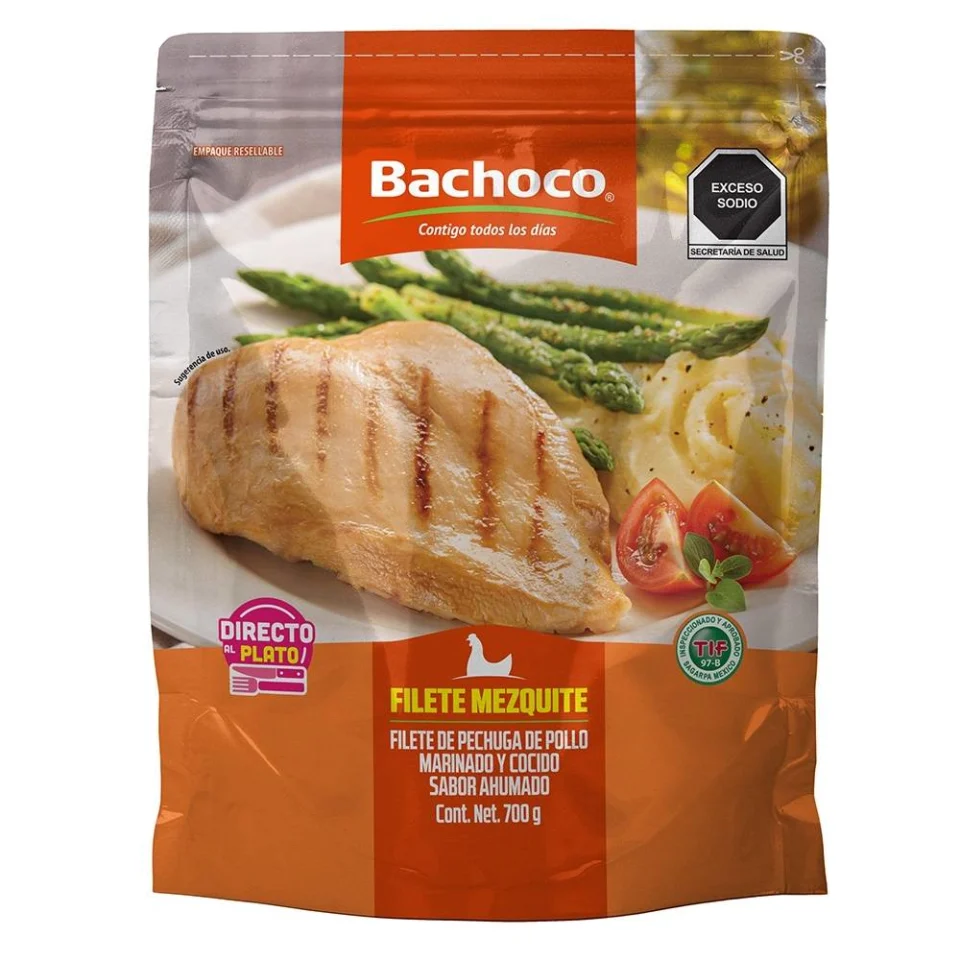 EMPAQUE RESELLABLE
Bachoco®
Contigo todos los días
EXCESO
SODIO
SECRETARÍA DE SALUD
Sugerencia de uso.
DIRECTO
AL PLATO
INSPECCIONADO Y APROBADO
TIF
97-B
SAGARPA MEXICO
FILETE MEZQUITE
FILETE DE PECHUGA DE POLLO
MARINADO Y COCIDO
SABOR AHUMADO
Cont. Net. 700 g